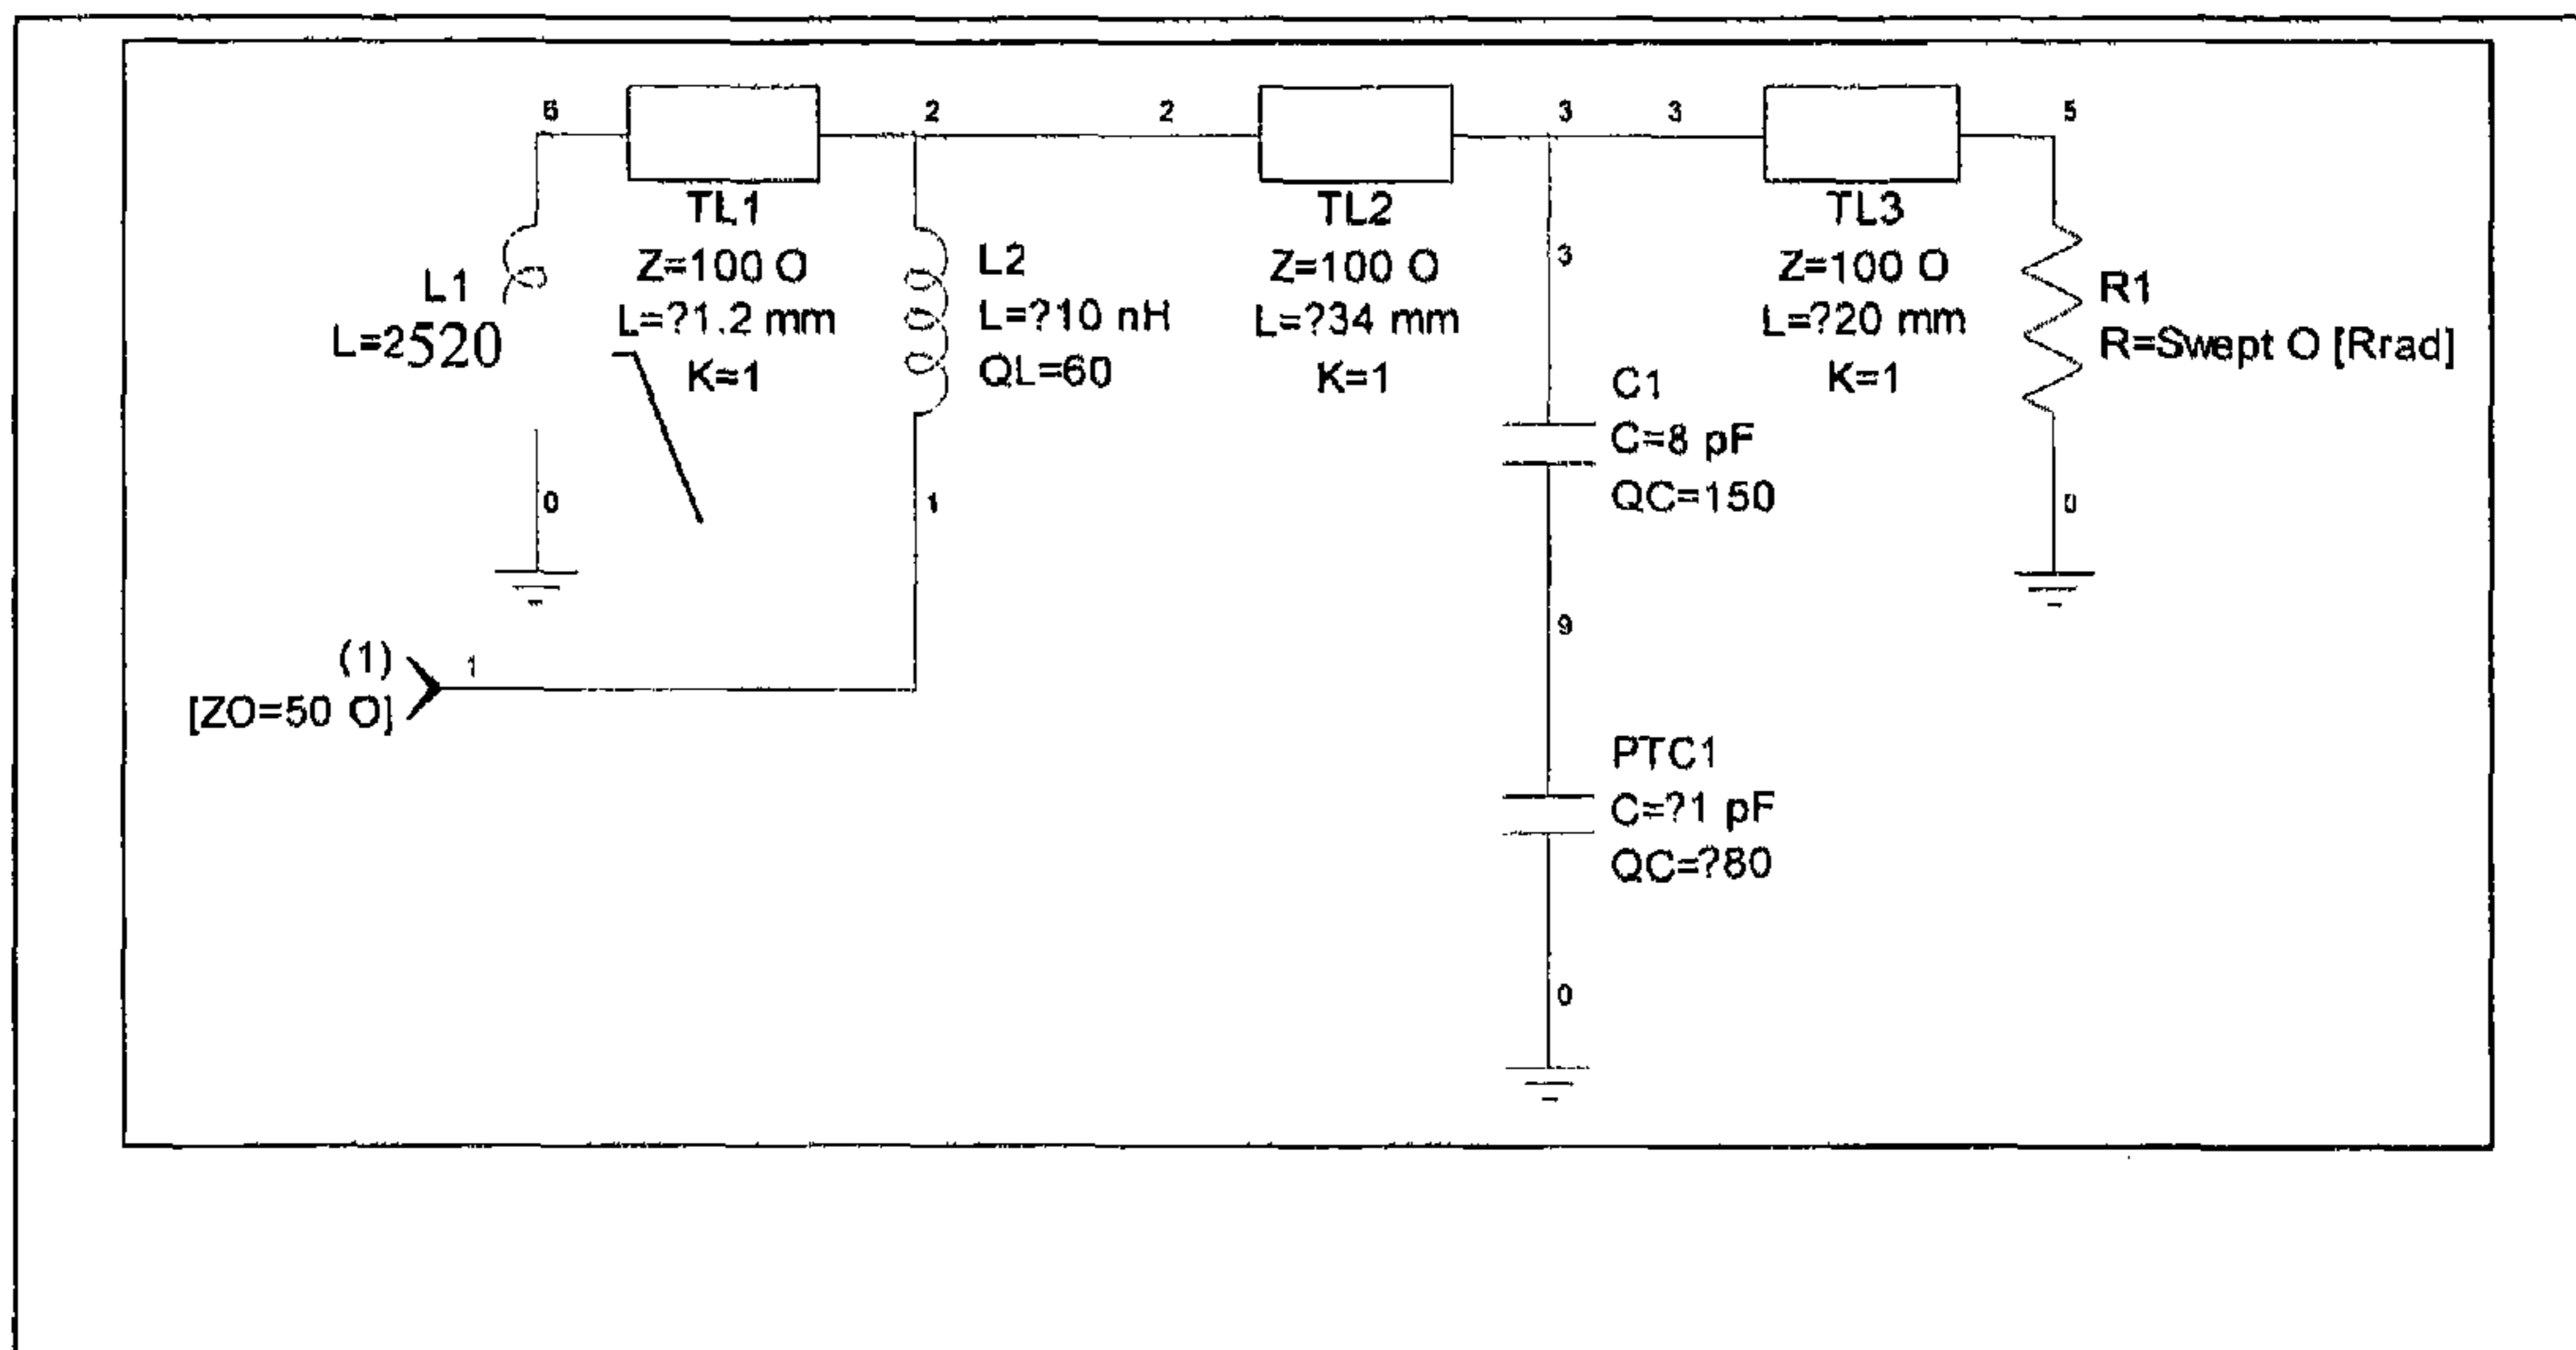 6
2
2
3
3
5
TL1
Z=100 O
L=?1.2 mm
K=1
L1
L=2520
L2
L=?10 nH
QL=60
TL2
Z=100 O
L=?34 mm
K=1
3
TL3
Z=100 O
L=?20 mm
K=1
R1
R=Swept O [Rrad]
C1
C=8 pF
QC=150
0
1
0
9
(1)
1
[ZO=50 O]
PTC1
C=?1 pF
QC=?80
0